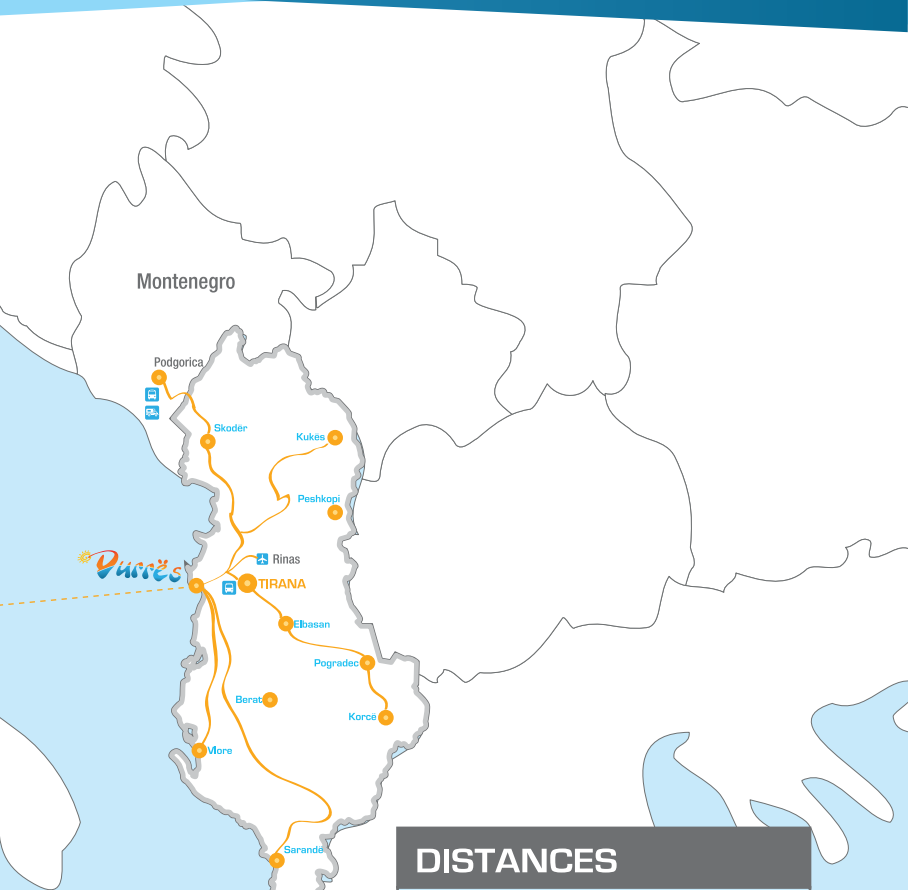 Montenegro
Podgorica
Skodër
Kukës
Peshkopi
Rinas
Durrës
TIRANA
Elbasan
Pogradec
Berat
Korcë
Vlore
Sarandë
DISTANCES